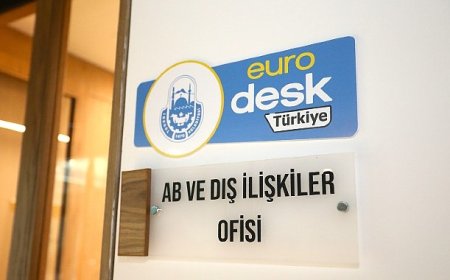 euro
desk
Türkiye
AB VE DIŞ İLİŞKİLER
OFİSİ